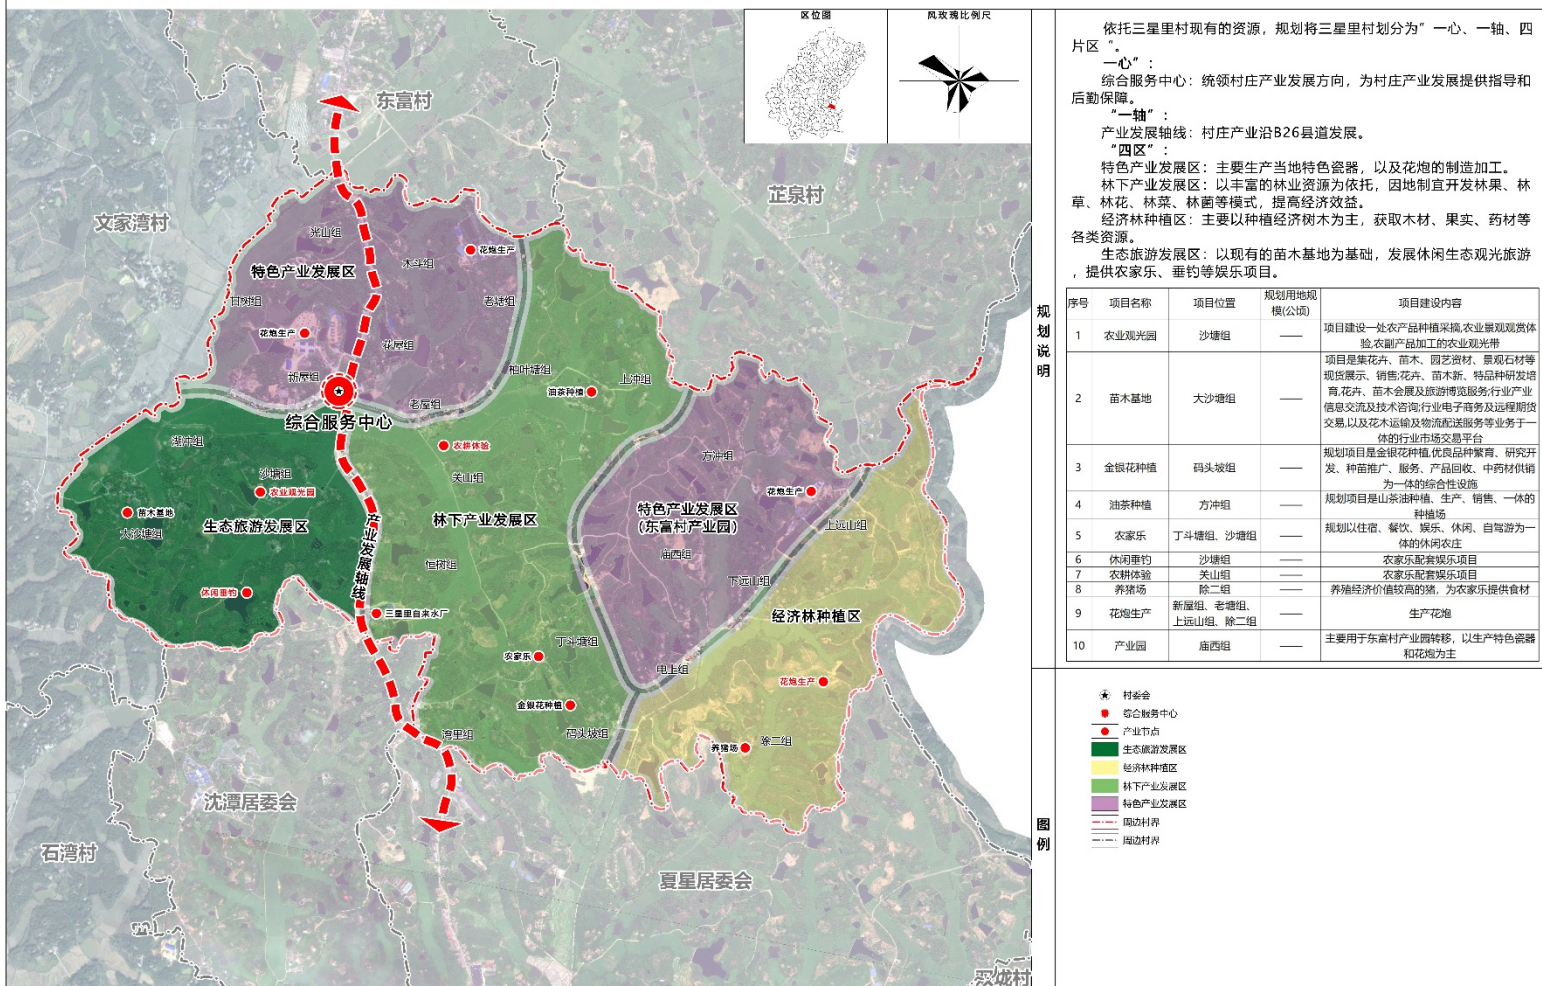 区位图
风玫瑰比例尺
东富村
芷泉村
文家湾村
光山组
花炮生产
木斗组
特色产业发展区
甘树组
老塘组
花炮生产
花屋组
柏叶塘组
上冲组
新屋组
油茶种植
老屋组
综合服务中心
湖冲组
农耕体验
方冲组
沙塘组
关山组
农业观光园
花炮生产
苗木基地
生态旅游发展区
林下产业发展区
特色产业发展区
(东富村产业园)
上远山组
大沙塘组
产业发展轴线
庙西组
恒树组
下远山组
休闲垂钓
三星里自来水厂
经济林种植区
丁斗塘组
农家乐
电上组
花炮生产
金银花种植
湾里组
码头坡组
养猪场
除二组
沈潭居委会
石湾村
夏星居委会
双垅村
规划说明
依托三星里村现有的资源，规划将三星里村划分为”一心、一轴、四
片区“。
一心”：
综合服务中心：统领村庄产业发展方向，为村庄产业发展提供指导和
后勤保障。
“一轴”：
产业发展轴线：村庄产业沿B26县道发展。
“四区”：
特色产业发展区：主要生产当地特色瓷器，以及花炮的制造加工。
林下产业发展区：以丰富的林业资源为依托，因地制宜开发林果、林
草、林花、林菜、林菌等模式，提高经济效益。
经济林种植区：主要以种植经济树木为主，获取木材、果实、药材等
各类资源。
生态旅游发展区：以现有的苗木基地为基础，发展休闲生态观光旅游
，提供农家乐、垂钓等娱乐项目。
序号 项目名称 项目位置 规划用地规模(公顷) 项目建设内容
1 农业观光园 沙塘组 —— 项目建设一处农产品种植采摘,农业景观观赏体
验,农副产品加工的农业观光带
2 苗木基地 大沙塘组 —— 项目是集花卉、苗木、园艺资材、景观石材等
现货展示、销售;花卉、苗木新、特品种研发培
育,花卉、苗木会展及旅游博览服务;行业产业
信息交流及技术咨询;行业电子商务及远程期货
交易,以及花木运输及物流配送服务等业务于一
体的行业市场交易平台
3 金银花种植 码头坡组 —— 规划项目是金银花种植,优良品种繁育、研究开
发、种苗推广、服务、产品回收、中药材供销
为一体的综合性设施
4 油茶种植 方冲组 —— 规划项目是山茶油种植、生产、销售、一体的
种植场
5 农家乐 丁斗塘组、沙塘组 —— 规划以住宿、餐饮、娱乐、休闲、自驾游为一
体的休闲农庄
6 休闲垂钓 沙塘组 —— 农家乐配套娱乐项目
7 农耕体验 关山组 —— 农家乐配套娱乐项目
8 养猪场 除二组 —— 养殖经济价值较高的猪，为农家乐提供食材
9 花炮生产 新屋组、老塘组、
上远山组、除二组 —— 生产花炮
10 产业园 庙西组 —— 主要用于东富村产业园转移，以生产特色瓷器
和花炮为主
图例
村委会
综合服务中心
产业节点
生态旅游发展区
经济林种植区
林下产业发展区
特色产业发展区
周边村界
周边村界